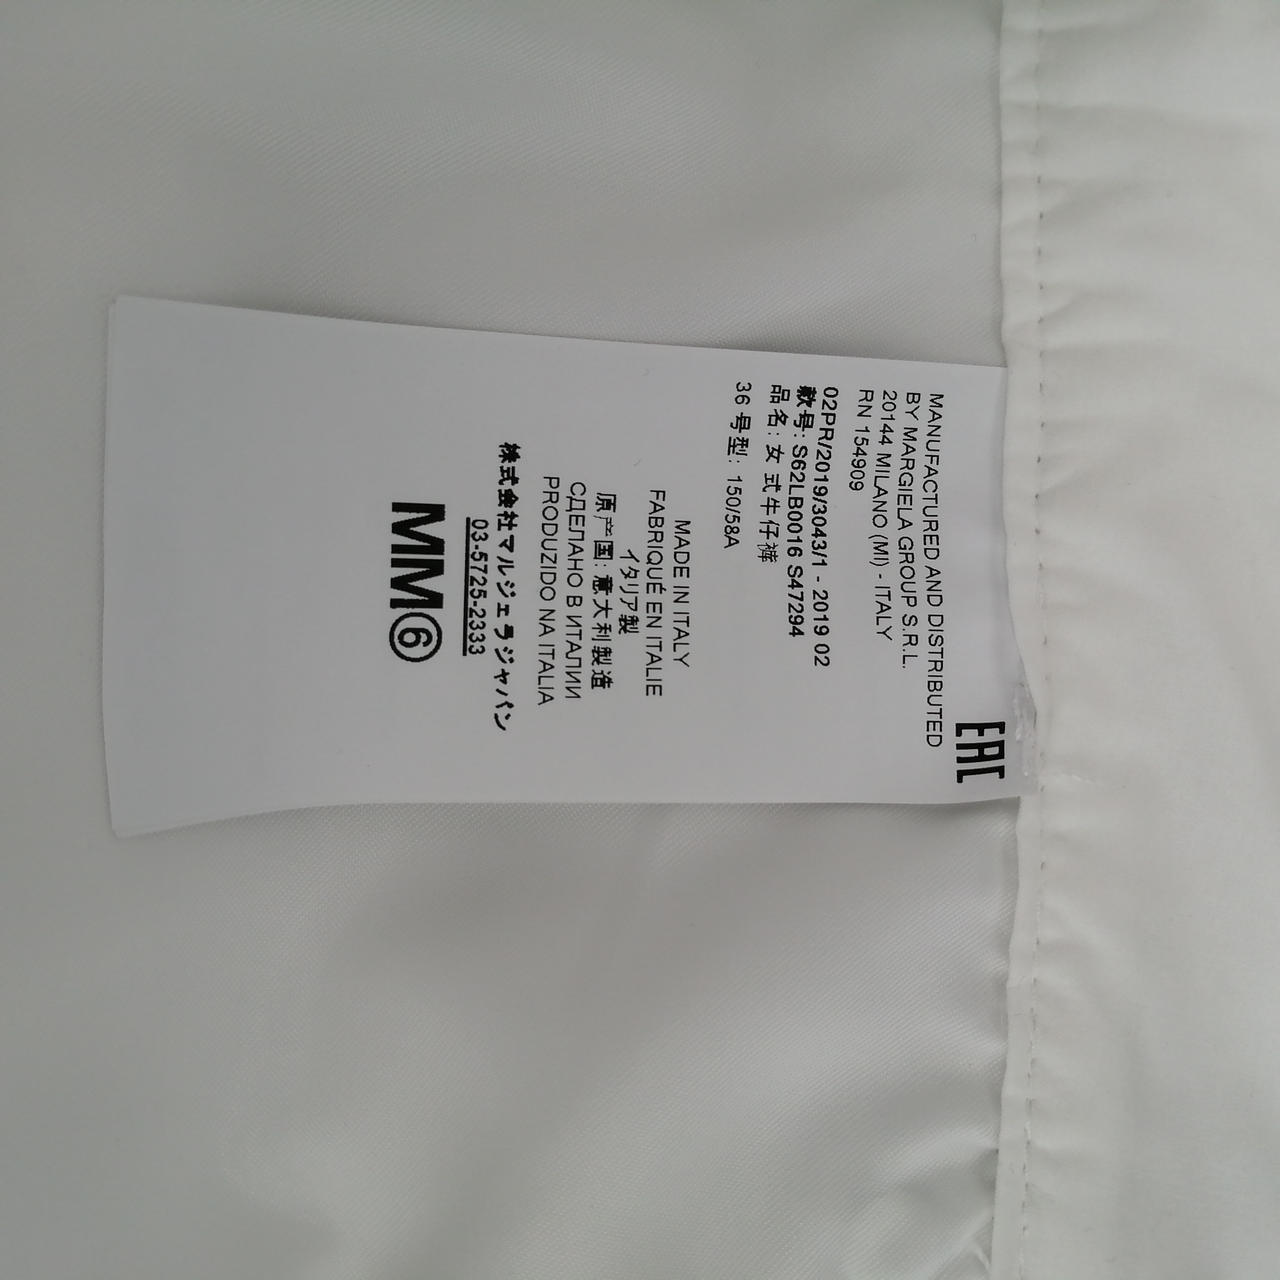 EAC
MANUFACTURED AND DISTRIBUTED
BY MARGIELA GROUP S.R.L.
20144 MILANO (MI) - ITALY
RN 154909
02PR/2019/3043/1 - 2019 02
款号: S62LB0016 S47294
品名: 女式牛仔裤
36 号型: 150/58A
MADE IN ITALY
FABRIQUÉ EN ITALIE
イタリア製
原产国: 意大利製造
СДЕЛАНО В ИТАЛИИ
PRODUZIDO NA ITALIA
株式会社マルジェラジャパン
03-5725-2333
MM⑥